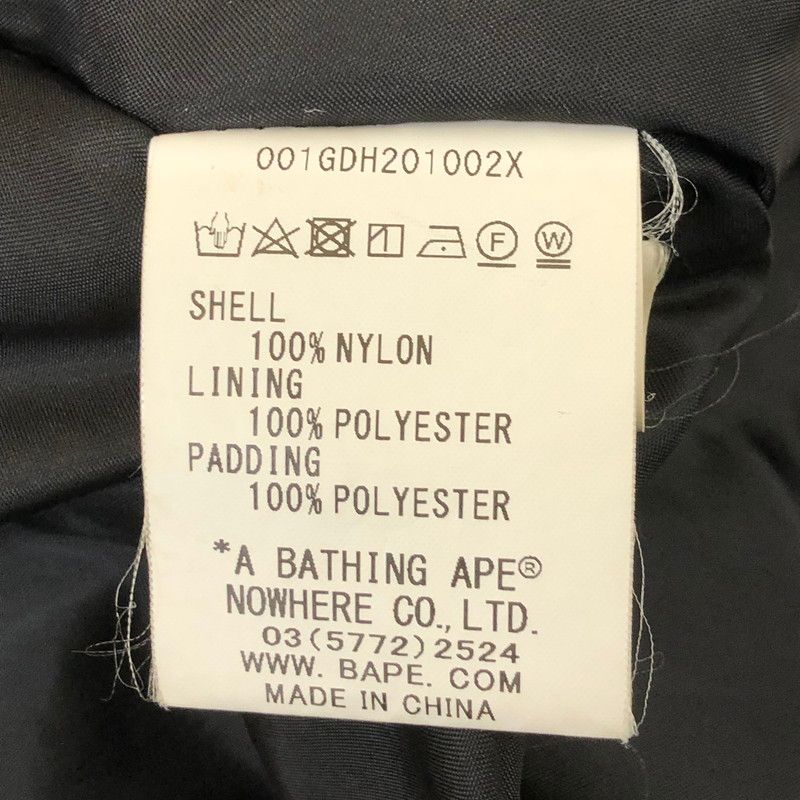 001GDH201002X
F W
SHELL
100% NYLON
LINING
100% POLYESTER
PADDING
100% POLYESTER
*A BATHING APE®
NOWHERE CO., LTD.
03(5772)2524
WWW. BAPE. COM
MADE IN CHINA